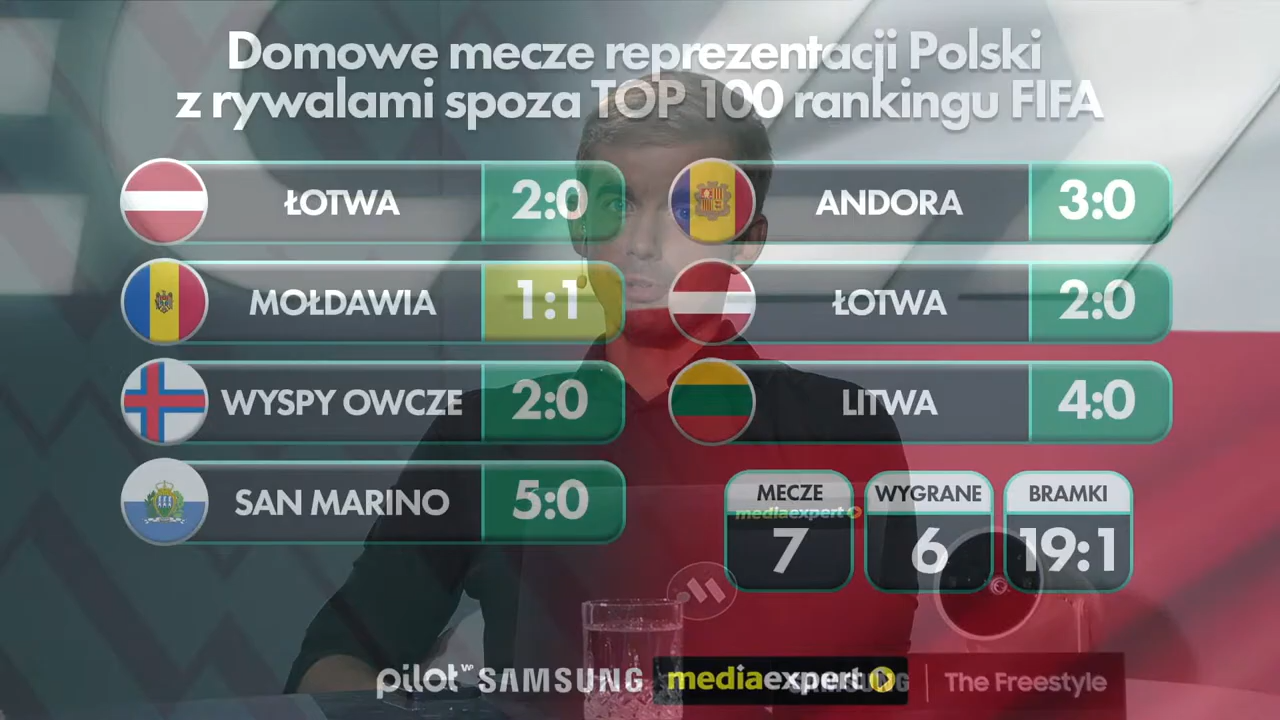 Domowe mecze reprezentacji Polski
z rywalami spoza TOP 100 rankingu FIFA
ŁOTWA 2:0
ANDORA 3:0
MOŁDAWIA 1:1
ŁOTWA 2:0
WYSPY OWCZE 2:0
LITWA 4:0
SAN MARINO 5:0
MECZE WYGRANE BRAMKI
mediaexpert
7 6 19:1
pilot wp SAMSUNG mediaexpert SAMSUNG The Freestyle